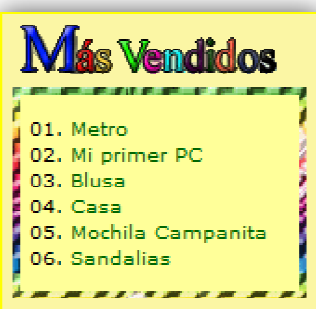 Más Vendidos
01. Metro
02. Mi primer PC
03. Blusa
04. Casa
05. Mochila Campanita
06. Sandalias